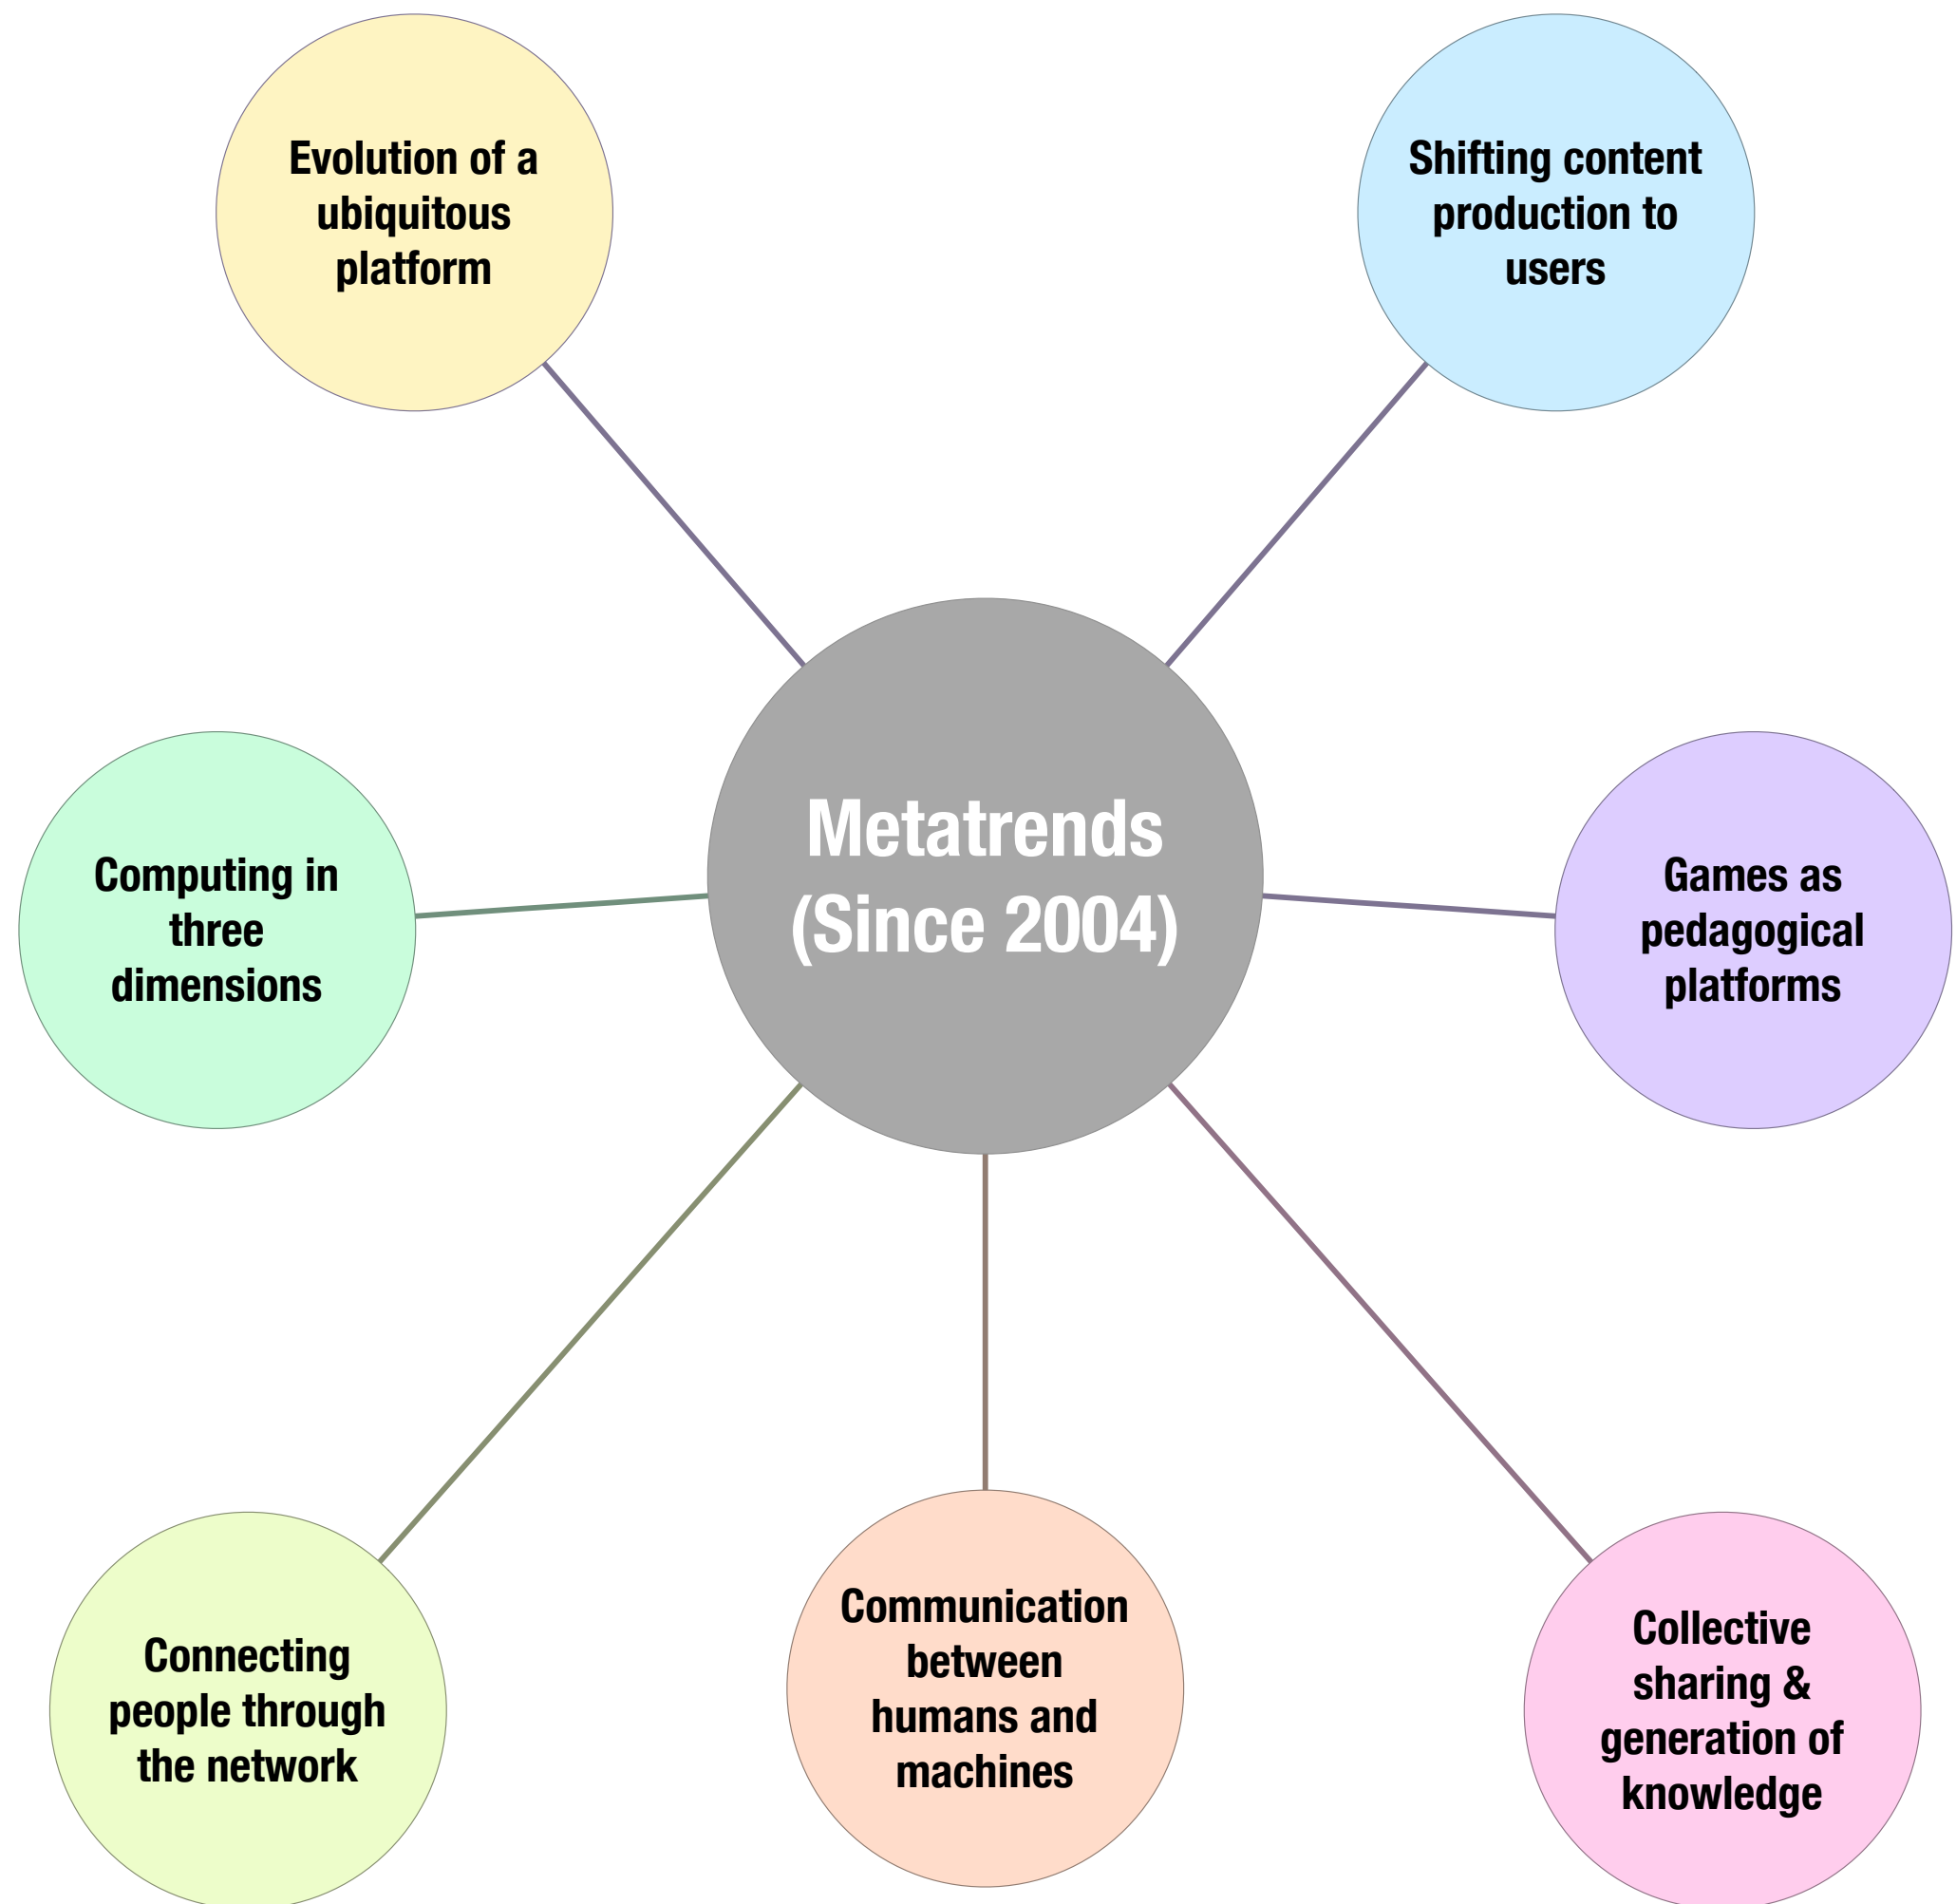 Evolution of a
ubiquitous
platform
Shifting content
production to
users
Metatrends
(Since 2004)
Computing in
three
dimensions
Games as
pedagogical
platforms
Connecting
people through
the network
Communication
between
humans and
machines
Collective
sharing &
generation of
knowledge